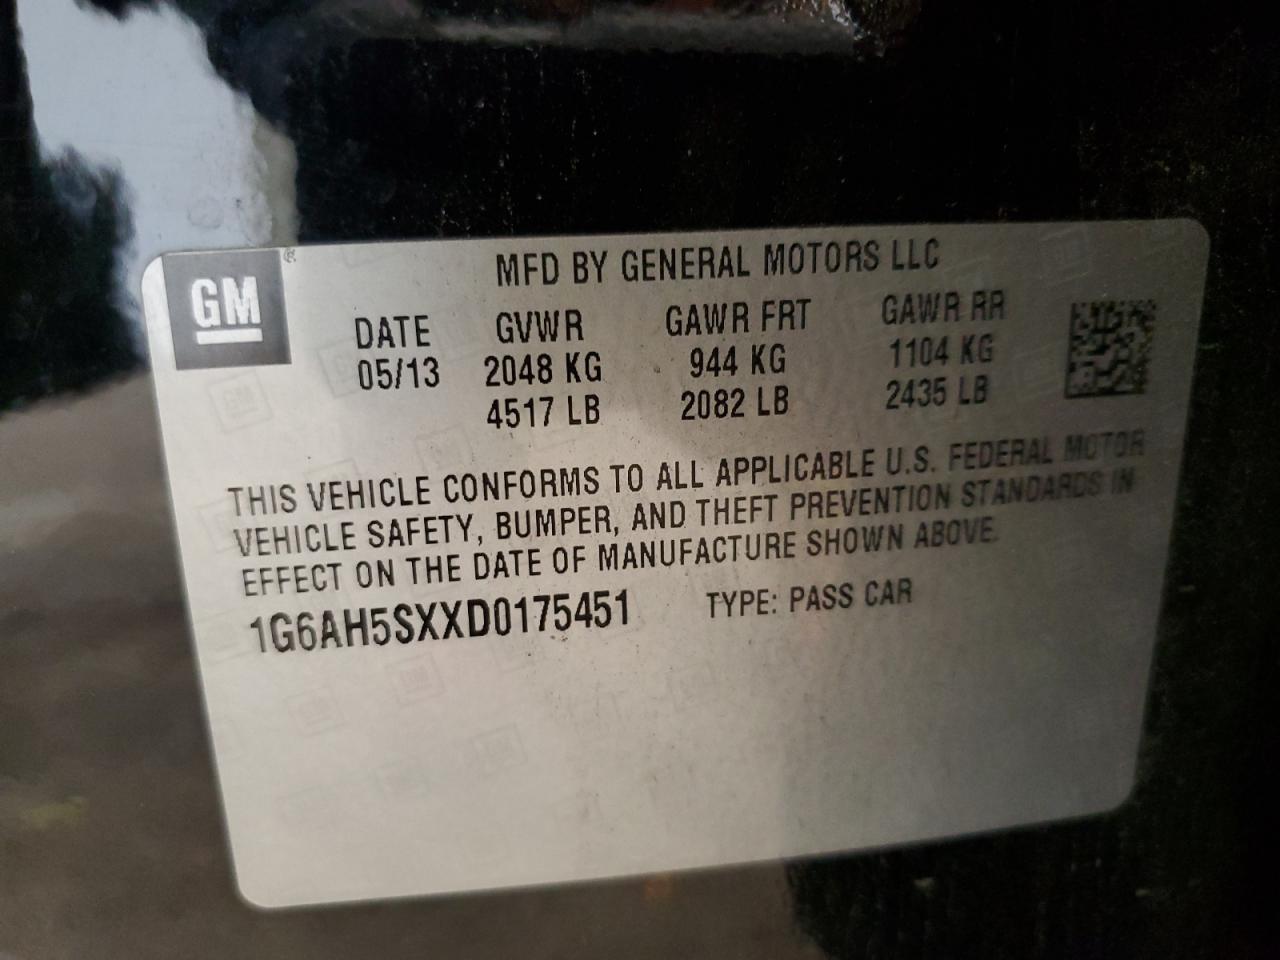 GM
MFD BY GENERAL MOTORS LLC
DATE GVWR GAWR FRT GAWR RR
05/13 2048 KG 944 KG 1104 KG
4517 LB 2082 LB 2435 LB
THIS VEHICLE CONFORMS TO ALL APPLICABLE U.S. FEDERAL MOTOR
VEHICLE SAFETY, BUMPER, AND THEFT PREVENTION STANDARDS IN
EFFECT ON THE DATE OF MANUFACTURE SHOWN ABOVE.
1G6AH5SXXD0175451 TYPE: PASS CAR